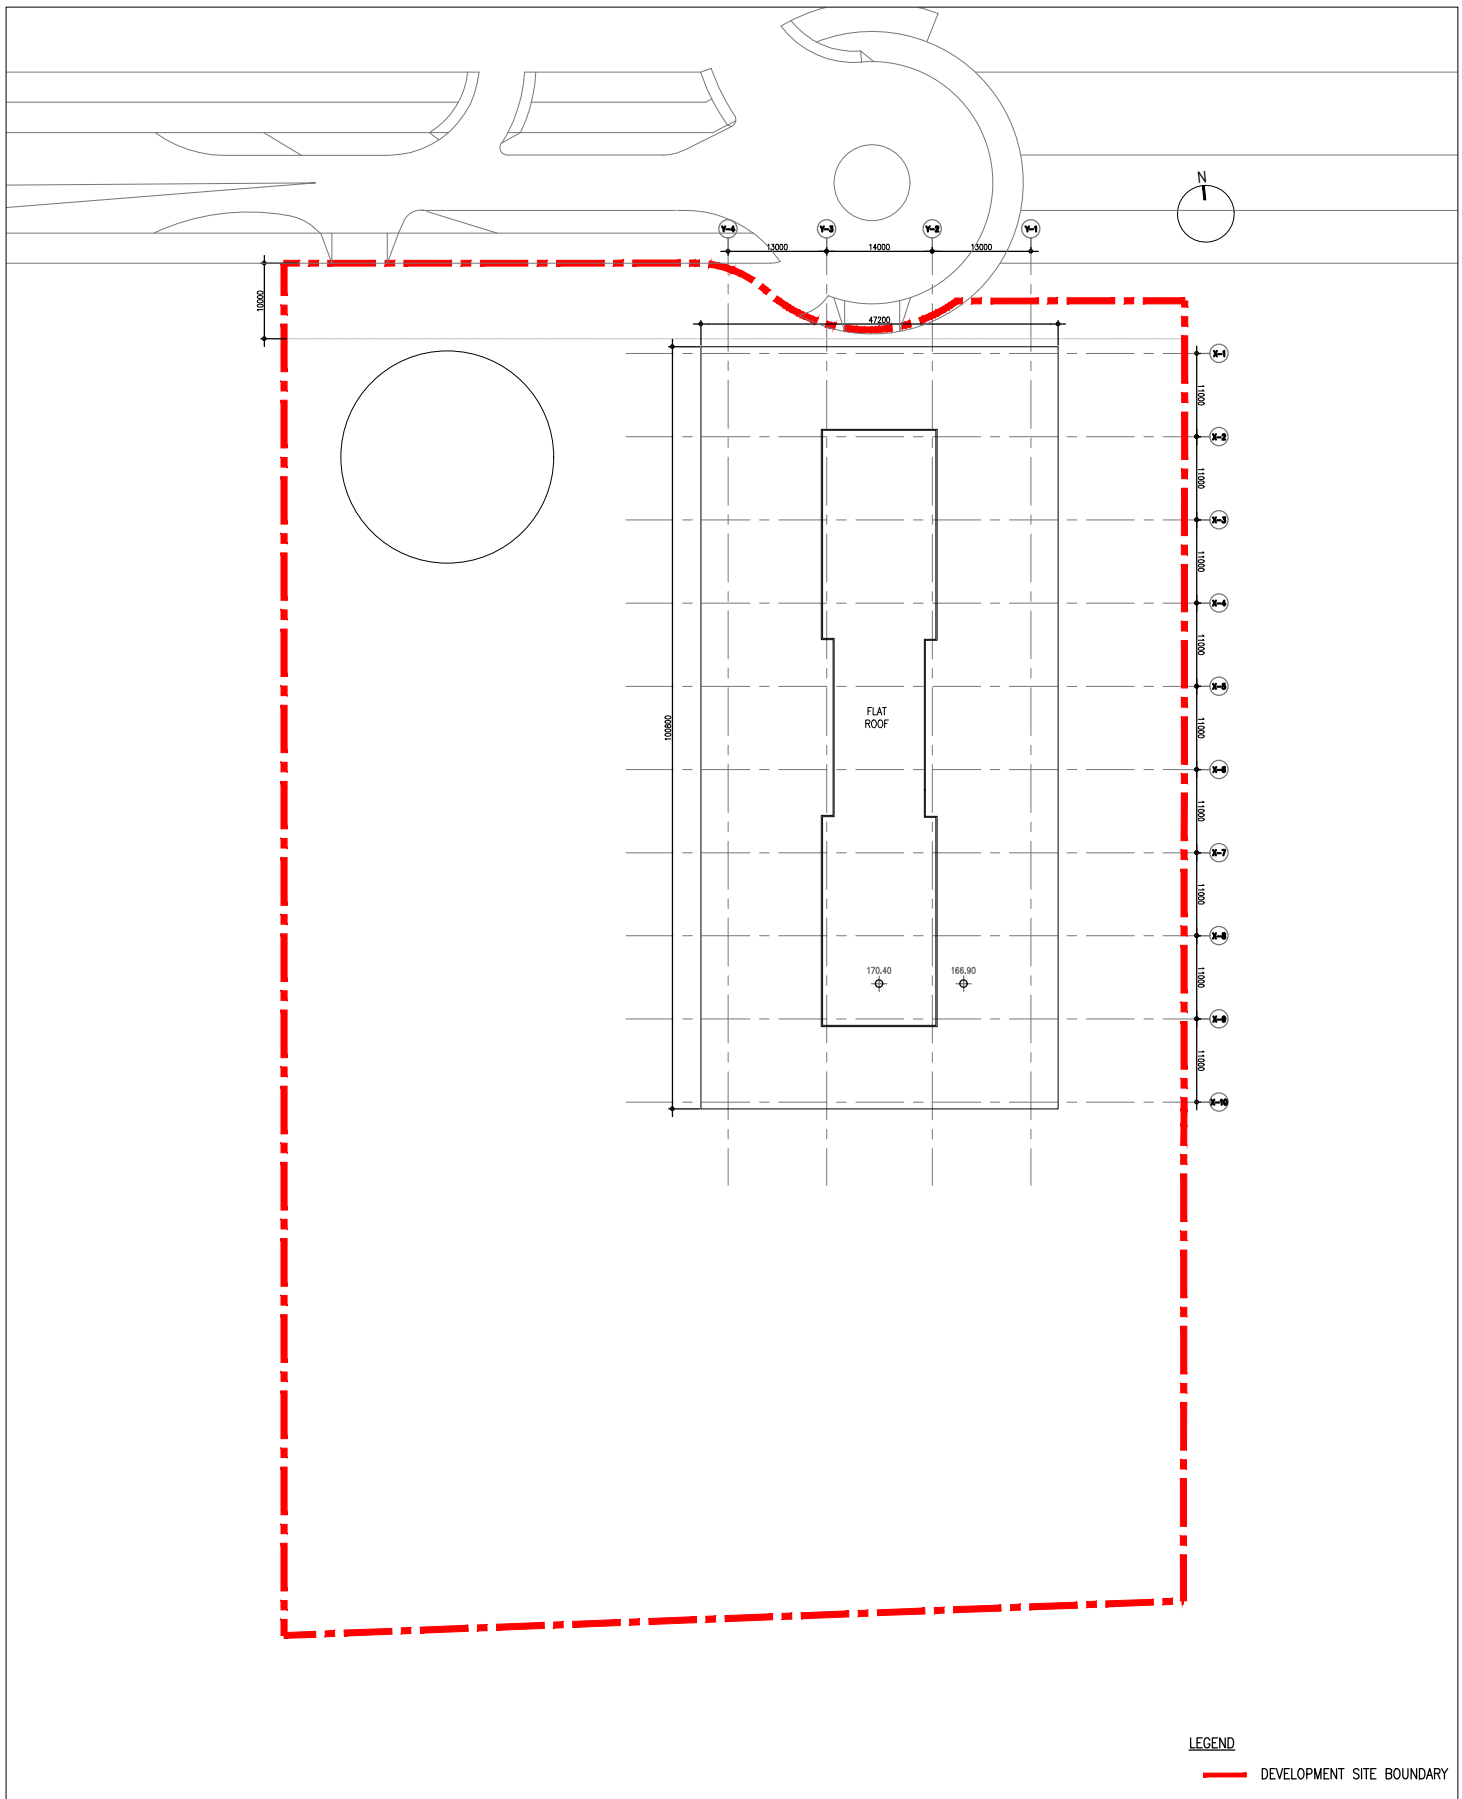 N
Y-4
Y-3
Y-2
Y-1
13000
14000
13000
10000
47200
X-1
11000
X-2
11000
X-3
11000
X-4
11000
X-5
11000
X-6
11000
X-7
11000
X-8
11000
X-9
11000
X-10
100800
FLAT
ROOF
170.40
166.90
LEGEND
DEVELOPMENT SITE BOUNDARY